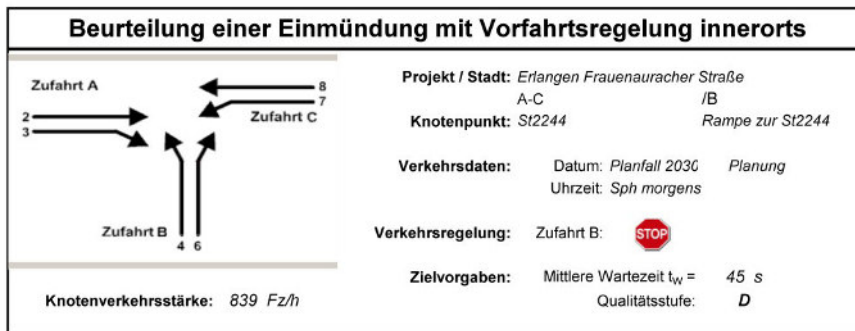 Beurteilung einer Einmündung mit Vorfahrtsregelung innerorts
Zufahrt A
8
7
Zufahrt C
2
3
Zufahrt B
4 6
Knotenverkehrsstärke: 839 Fz/h
Projekt / Stadt: Erlangen Frauenauracher Straße
A-C /B
Knotenpunkt: St2244 Rampe zur St2244
Verkehrsdaten: Datum: Planfall 2030 Planung
Uhrzeit: Sph morgens
Verkehrsregelung: Zufahrt B: STOP
Zielvorgaben: Mittlere Wartezeit tW = 45 s
Qualitätsstufe: D